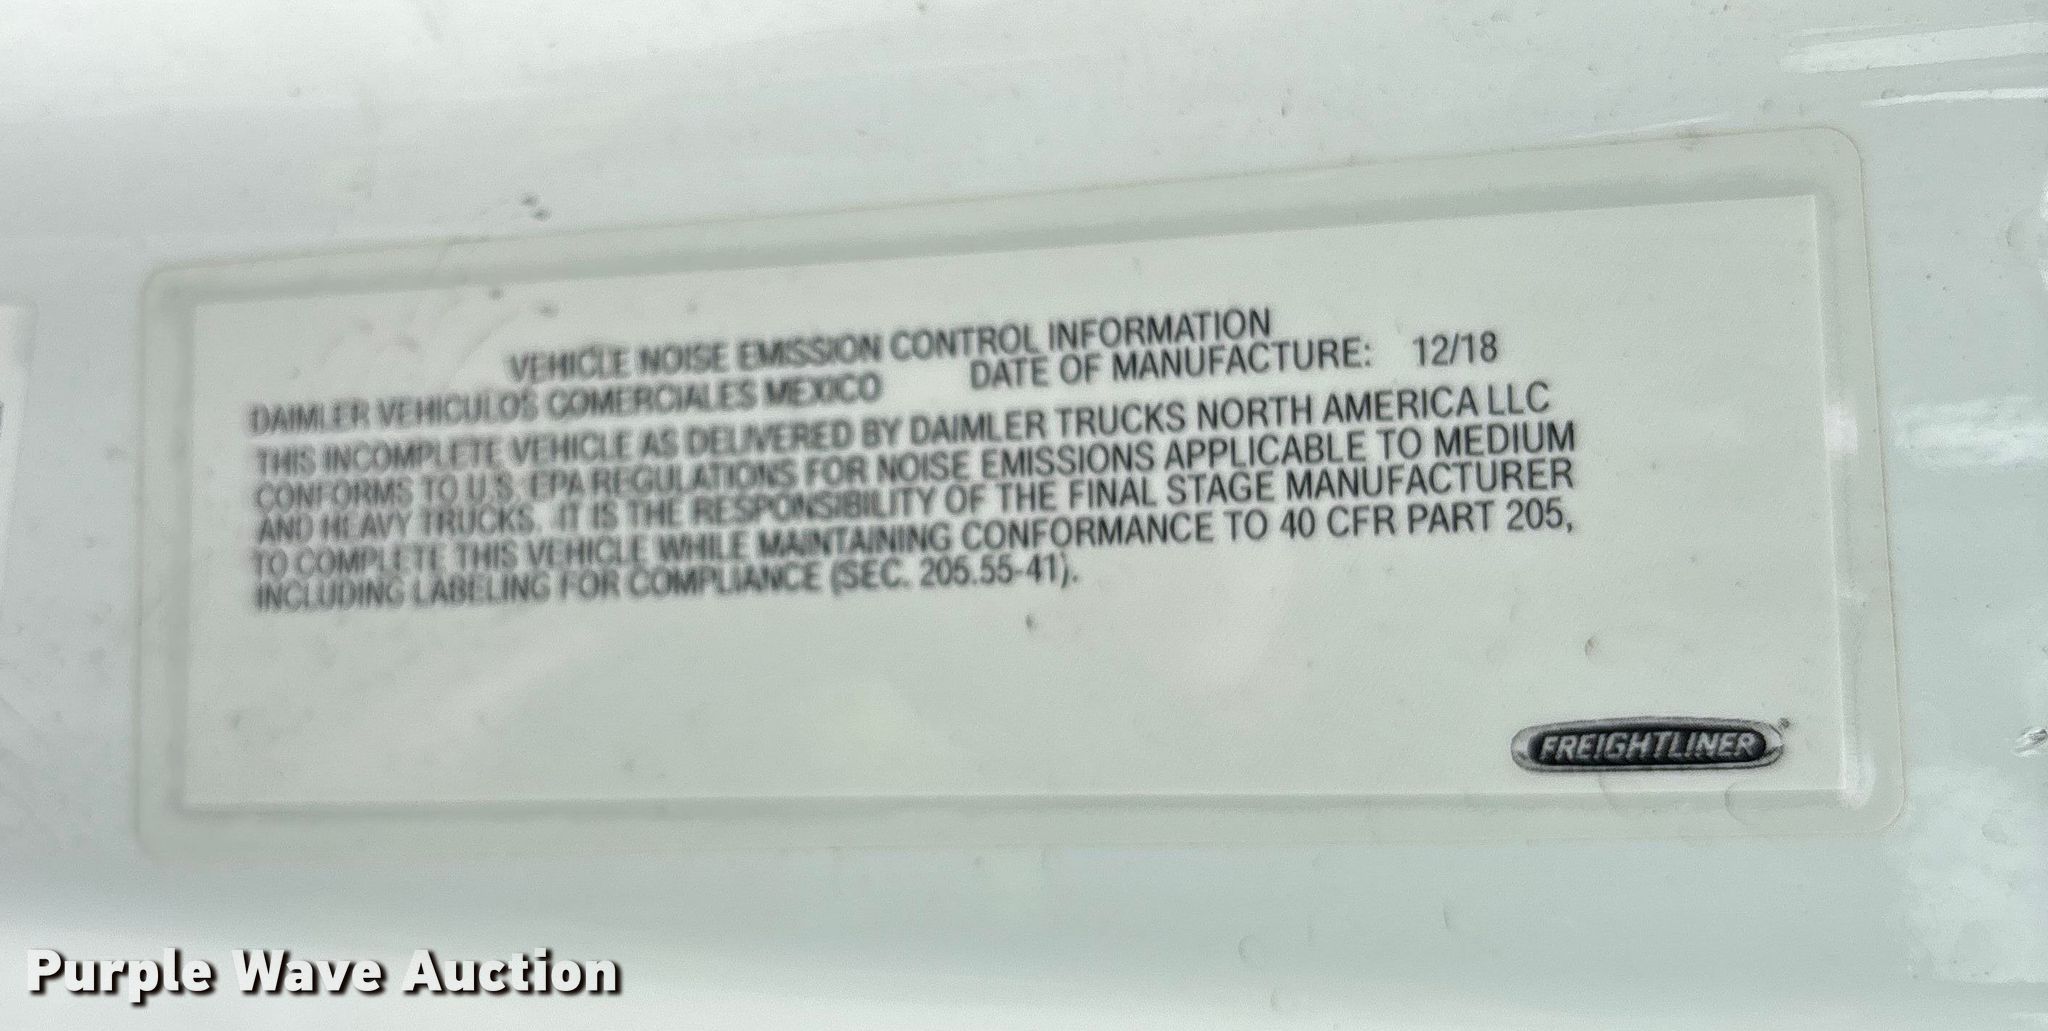 VEHICLE NOISE EMISSION CONTROL INFORMATION
DAIMLER VEHICULOS COMERCIALES MEXICO DATE OF MANUFACTURE: 12/18
THIS INCOMPLETE VEHICLE AS DELIVERED BY DAIMLER TRUCKS NORTH AMERICA LLC
CONFORMS TO U.S. EPA REGULATIONS FOR NOISE EMISSIONS APPLICABLE TO MEDIUM
AND HEAVY TRUCKS. IT IS THE RESPONSIBILITY OF THE FINAL STAGE MANUFACTURER
TO COMPLETE THIS VEHICLE WHILE MAINTAINING CONFORMANCE TO 40 CFR PART 205,
INCLUDING LABELING FOR COMPLIANCE (SEC. 205.55-41).
FREIGHTLINER
Purple Wave Auction